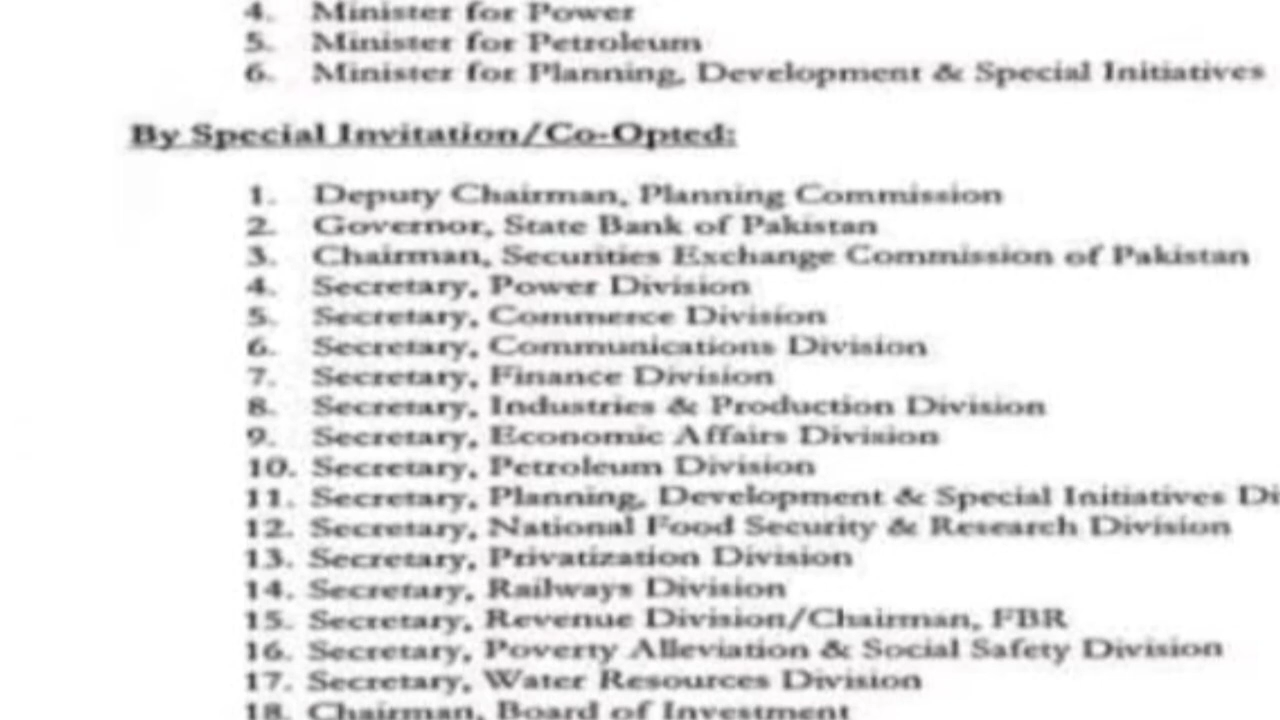 4. Minister for Power
5. Minister for Petroleum
6. Minister for Planning, Development & Special Initiatives
By Special Invitation/Co-Opted:
1. Deputy Chairman, Planning Commission
2. Governor, State Bank of Pakistan
3. Chairman, Securities Exchange Commission of Pakistan
4. Secretary, Power Division
5. Secretary, Commerce Division
6. Secretary, Communications Division
7. Secretary, Finance Division
8. Secretary, Industries & Production Division
9. Secretary, Economic Affairs Division
10. Secretary, Petroleum Division
11. Secretary, Planning, Development & Special Initiatives Di
12. Secretary, National Food Security & Research Division
13. Secretary, Privatization Division
14. Secretary, Railways Division
15. Secretary, Revenue Division/Chairman, FBR
16. Secretary, Poverty Alleviation & Social Safety Division
17. Secretary, Water Resources Division
18. Chairman, Board of Investment